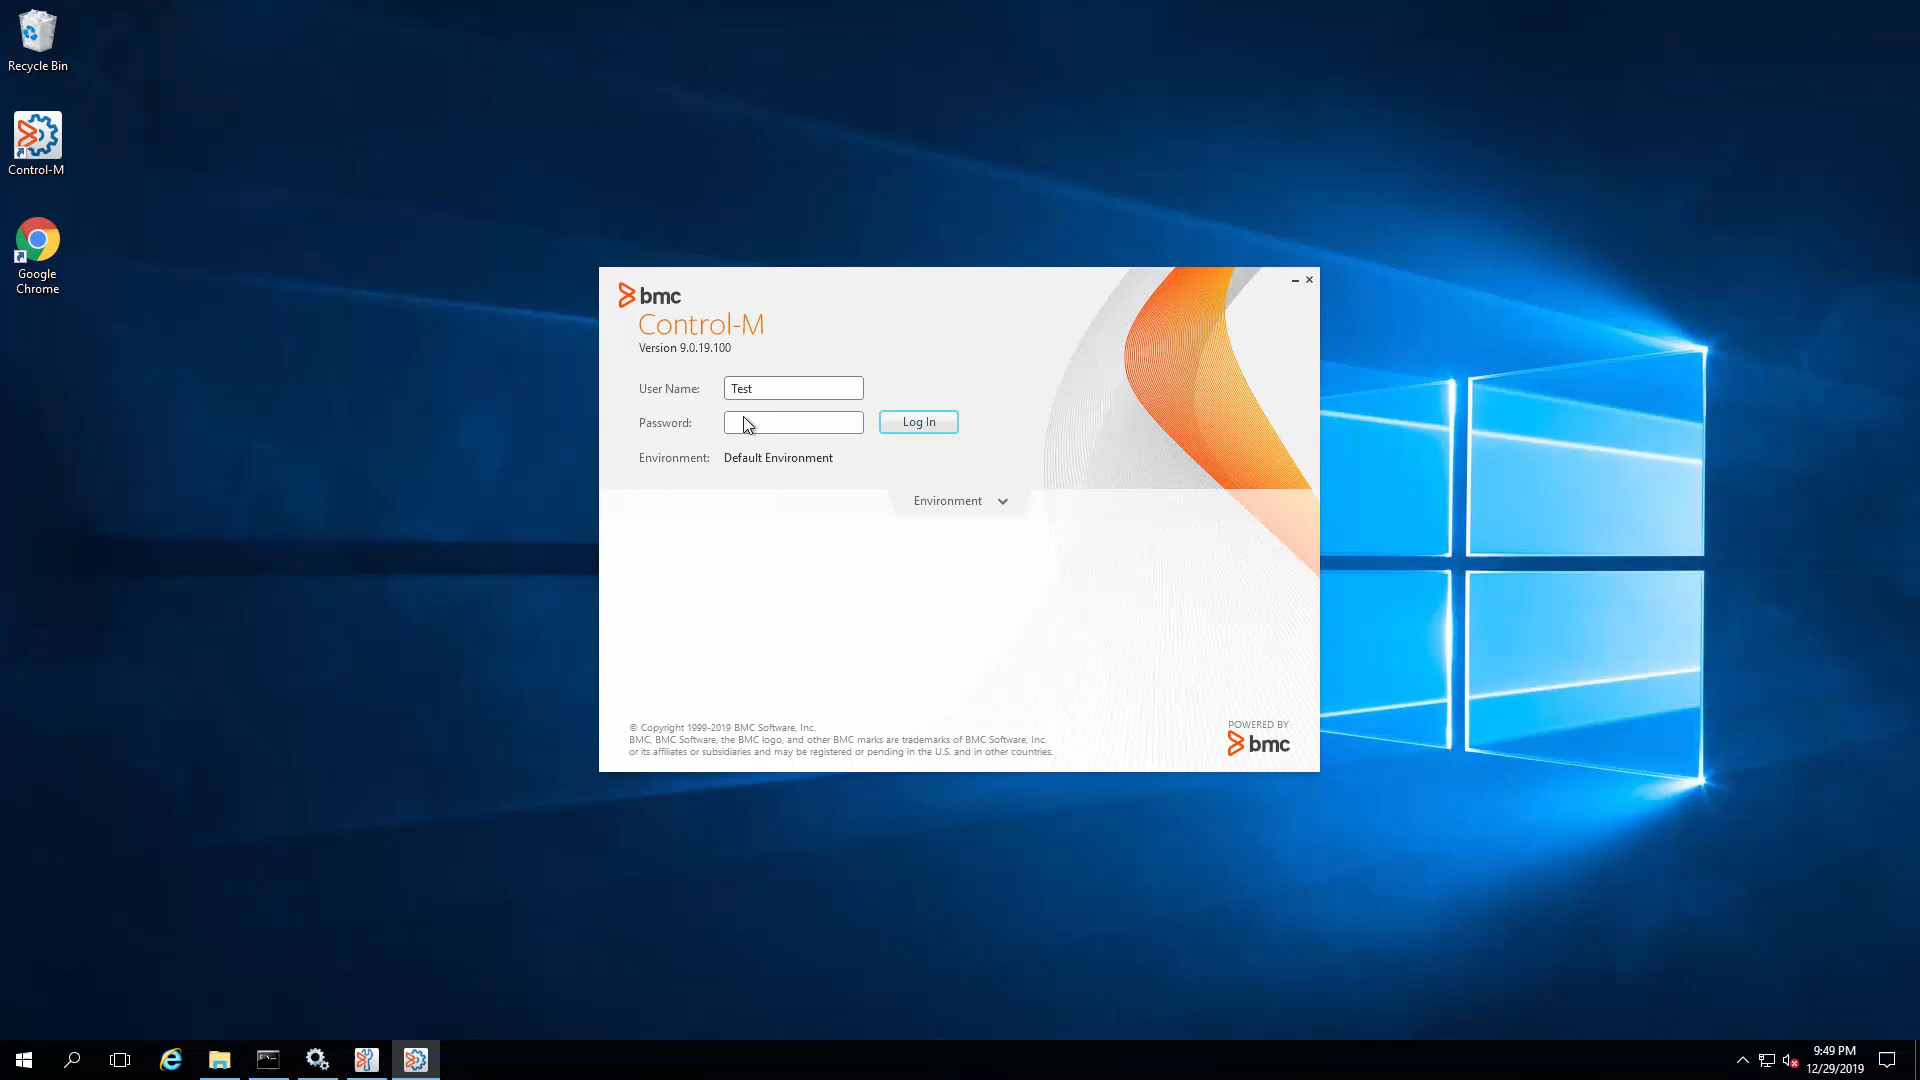 Recycle Bin
Control-M
Google
Chrome
bmc
Control-M
Version 9.0.19.100
User Name: Test
Password: Log In
Environment: Default Environment
Environment
© Copyright 1999-2019 BMC Software, Inc.
BMC, BMC Software, the BMC logo, and other BMC marks are trademarks of BMC Software, Inc.
or its affiliates or subsidiaries and may be registered or pending in the U.S. and in other countries.
POWERED BY
bmc
9:49 PM
12/29/2019